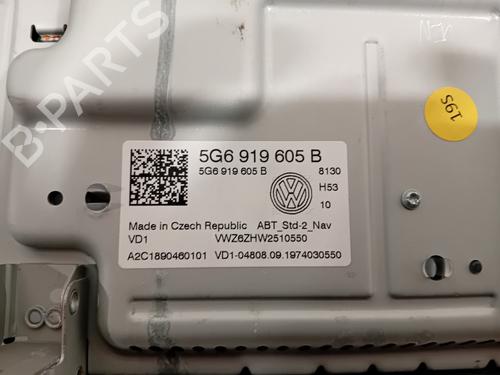 B-PARTS
195
5G6 919 605 B
5G6 919 605 B
8130
H53
10
Made in Czech Republic ABT_Std-2_Nav
VD1 VWZ6ZHW2510550
A2C1890460101 VD1-04808.09.1974030550